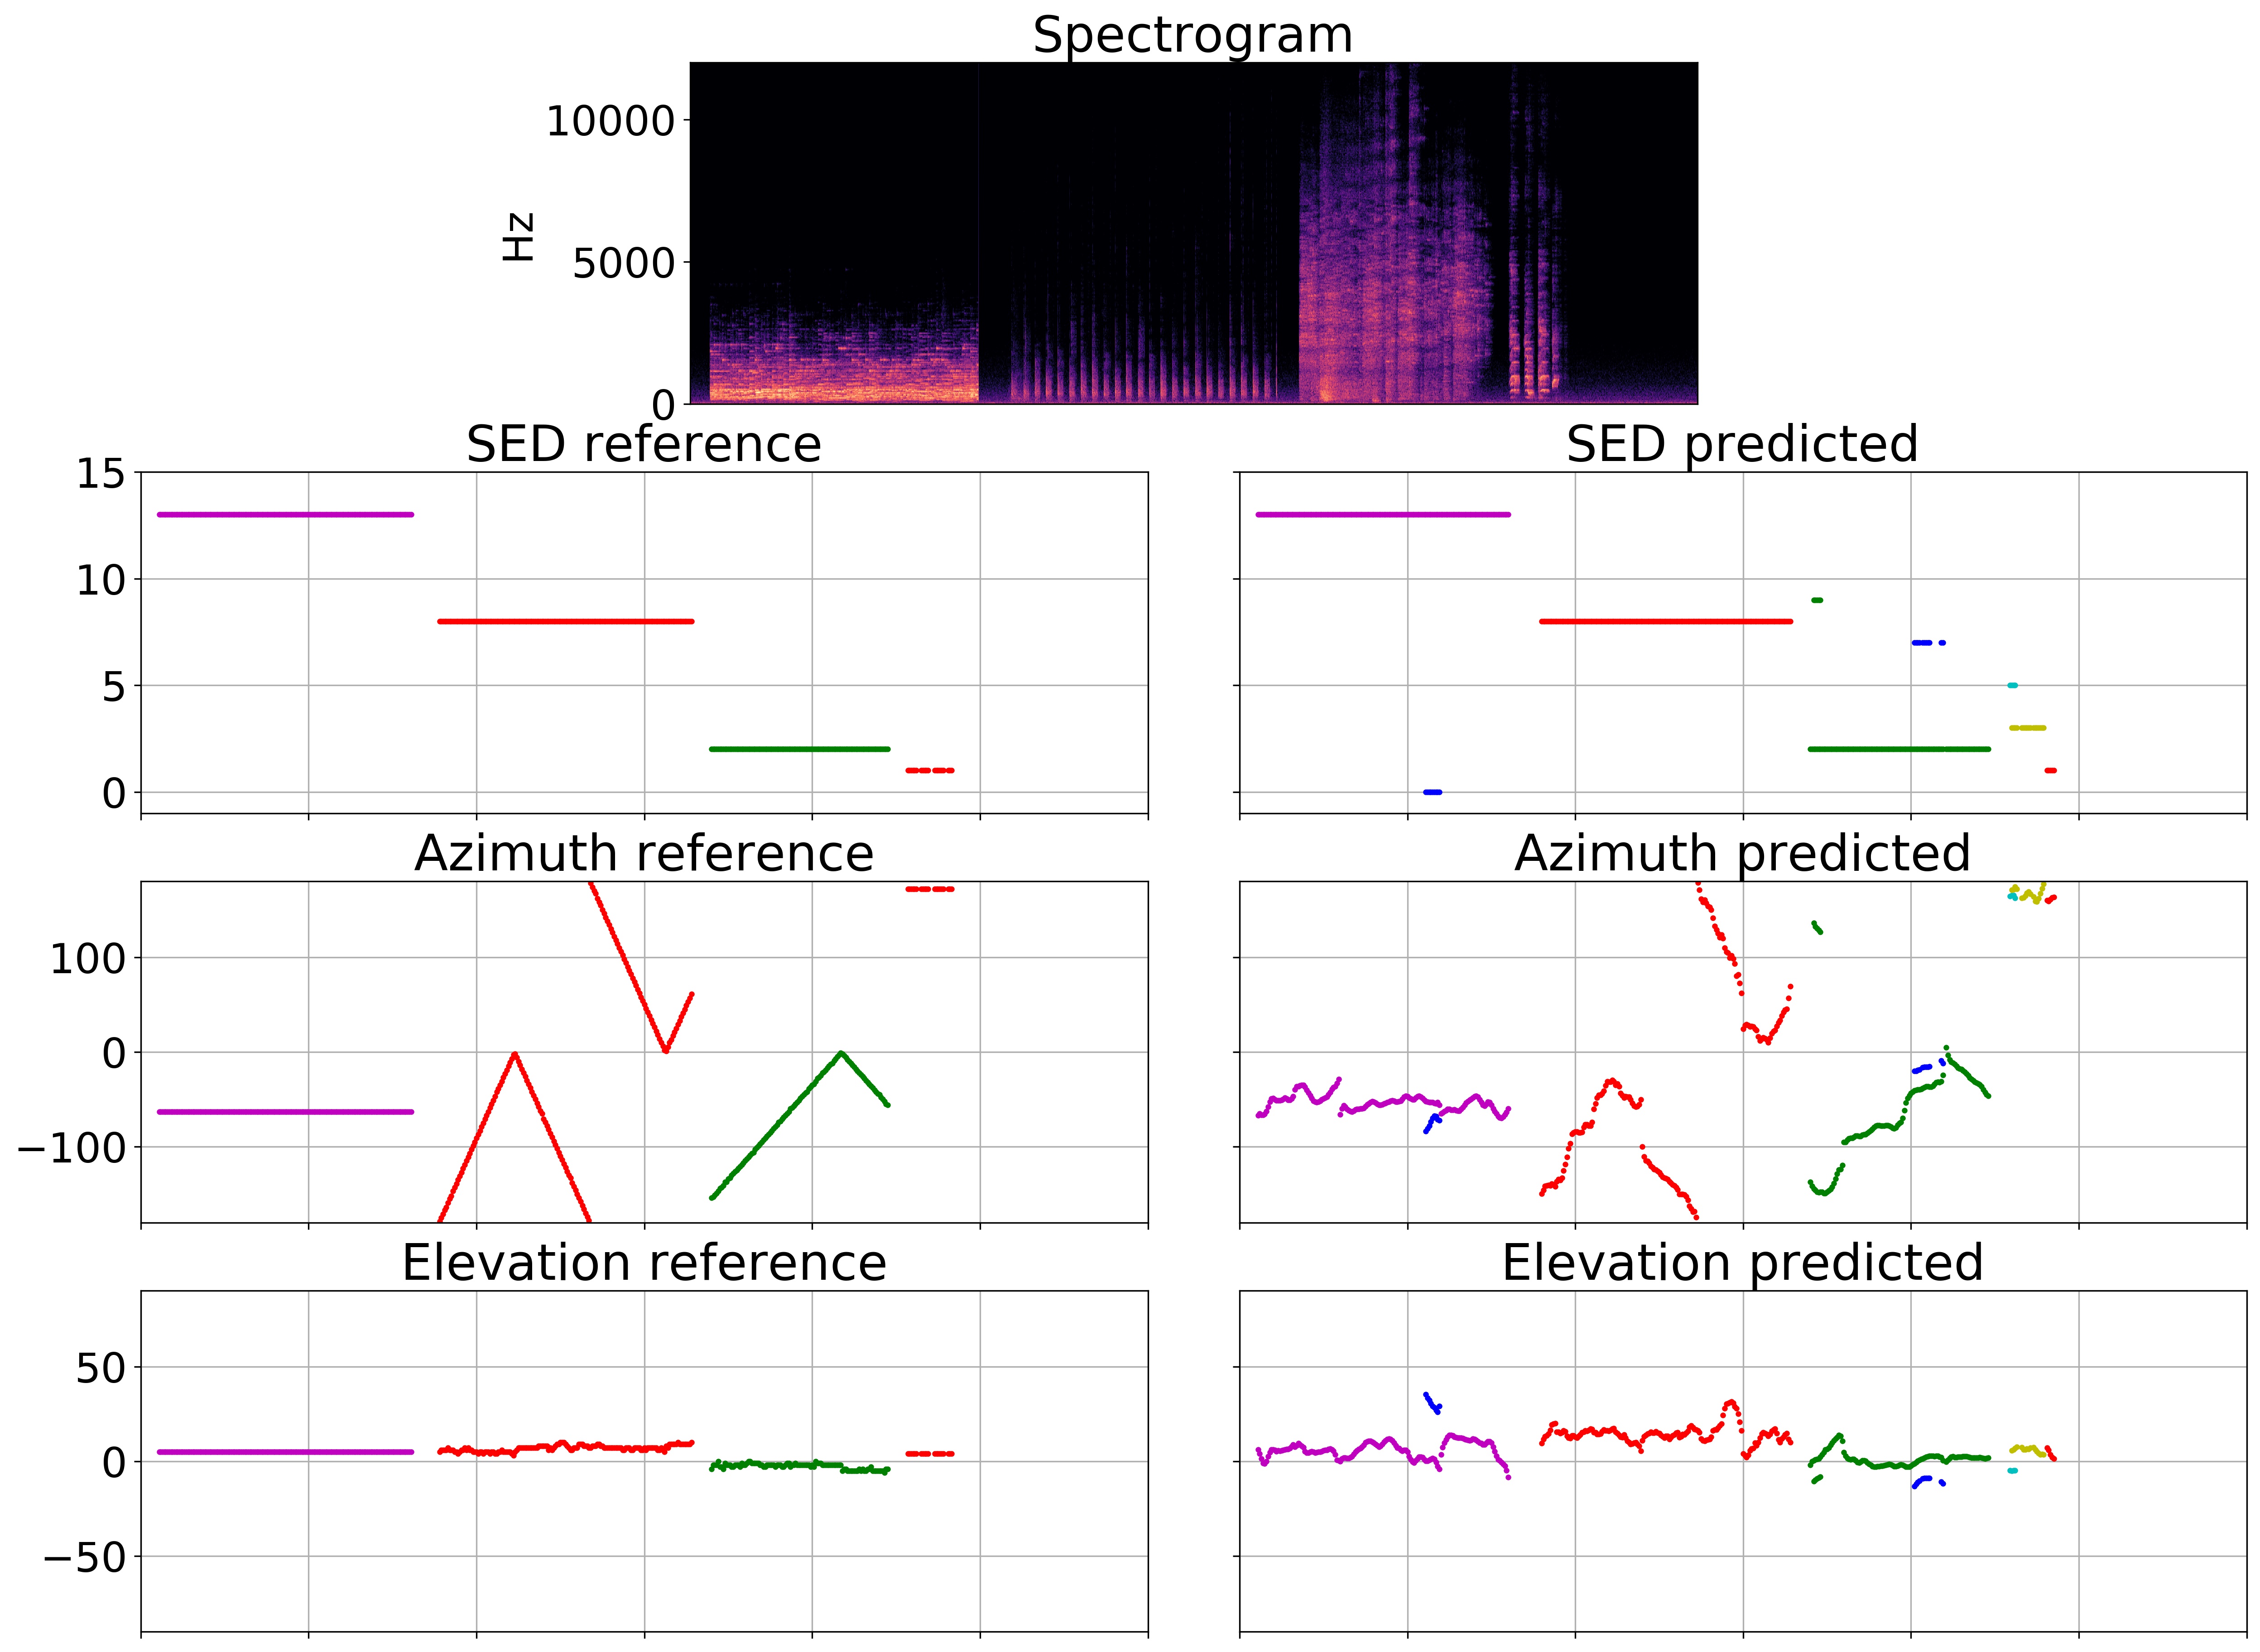 Spectrogram
10000
5000
0
Hz
SED reference
SED predicted
15
10
5
0
Azimuth reference
Azimuth predicted
100
0
−100
Elevation reference
Elevation predicted
50
0
−50